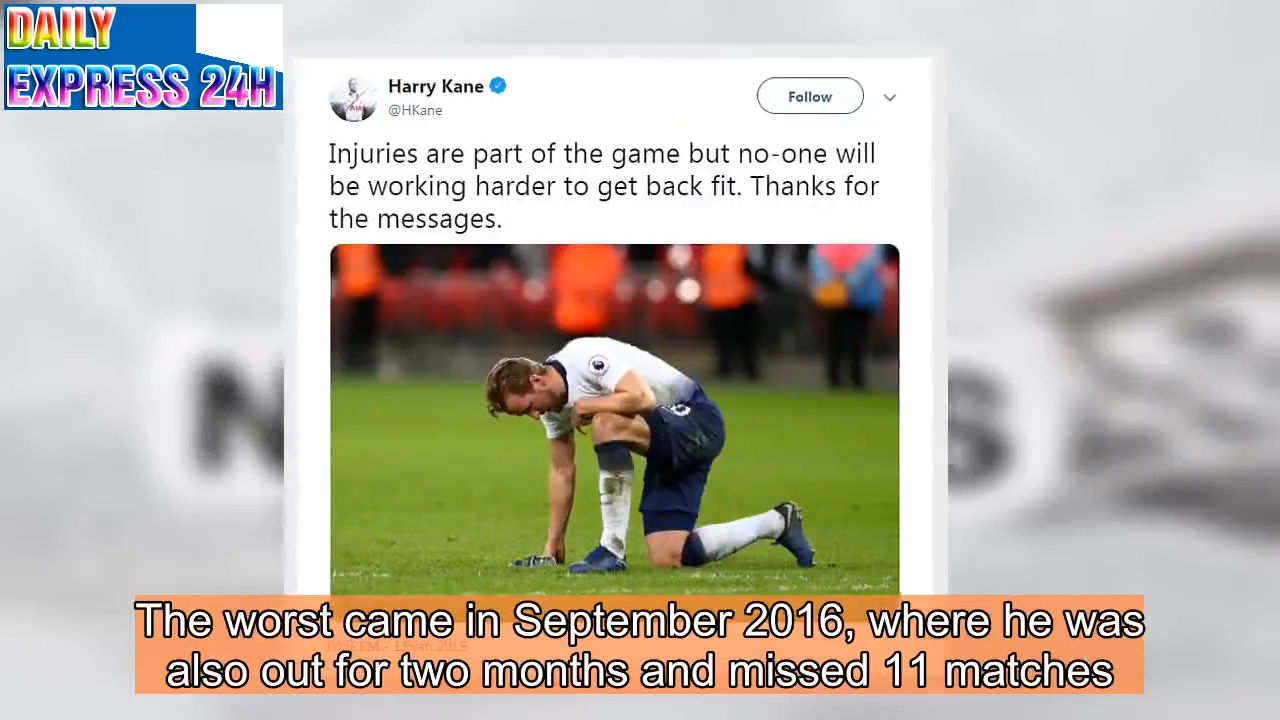 DAILY
EXPRESS 24H
Harry Kane
@HKane
Follow
Injuries are part of the game but no-one will
be working harder to get back fit. Thanks for
the messages.
The worst came in September 2016, where he was
also out for two months and missed 11 matches